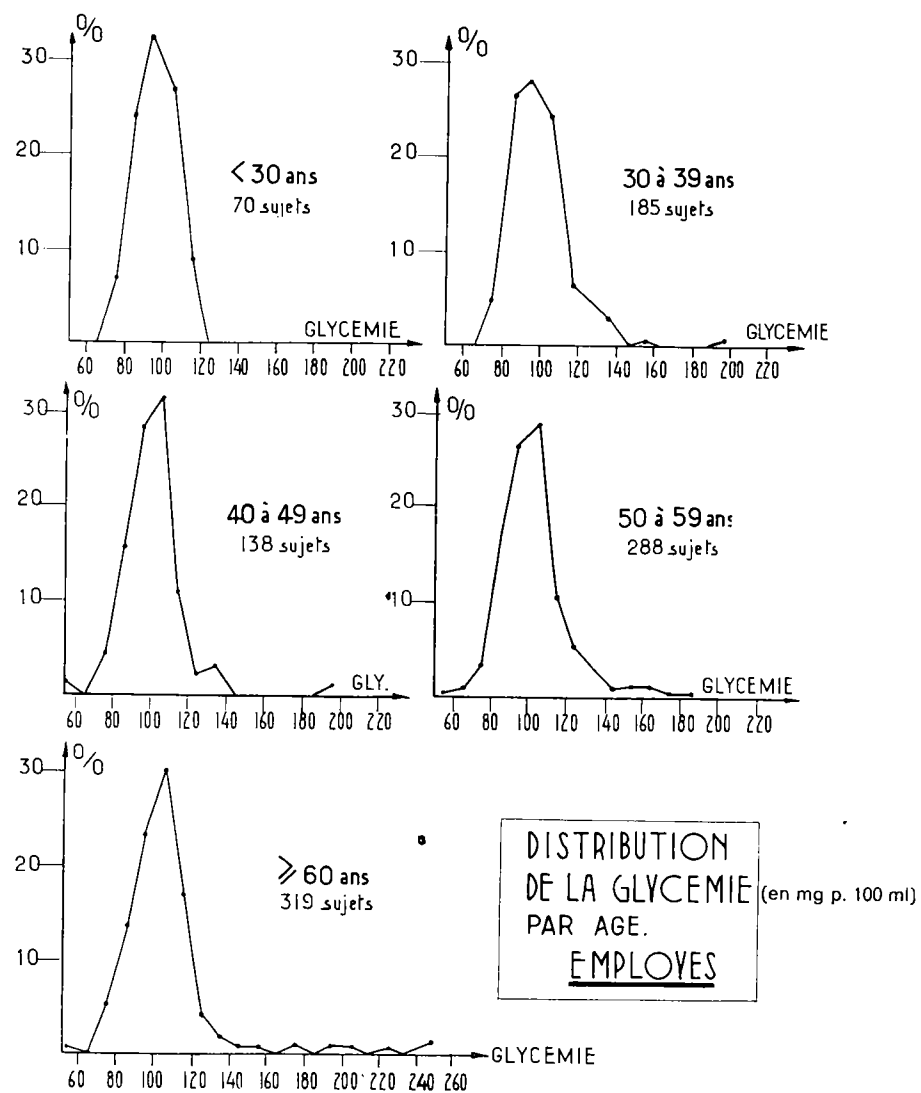 %
30
20
10
< 30 ans
70 sujets
GLYCEMIE
60 80 100 120 140 160 180 200 220
%
30
20
10
30 à 39 ans
185 sujets
GLYCEMIE
60 80 100 120 140 160 180 200 220
%
30
20
10
40 à 49 ans
138 sujets
GLY.
60 80 100 120 140 160 180 200 220
%
30
20
10
50 à 59 ans
288 sujets
GLYCEMIE
60 80 100 120 140 160 180 200 220
%
30
20
10
⩾ 60 ans
319 sujets
GLYCEMIE
60 80 100 120 140 160 180 200 220 240 260
DISTRIBUTION
DE LA GLYCEMIE (en mg p. 100 ml)
PAR AGE.
EMPLOYES